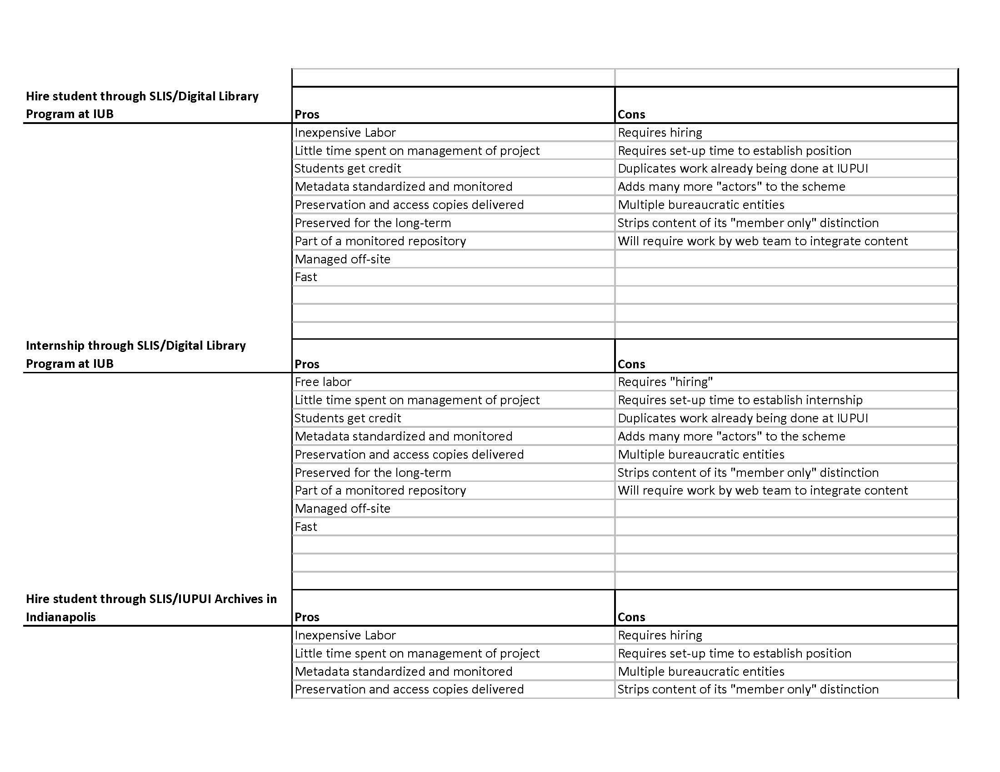 Hire student through SLIS/Digital Library
Program at IUB
Pros
Cons
Inexpensive Labor
Requires hiring
Little time spent on management of project
Requires set-up time to establish position
Students get credit
Duplicates work already being done at IUPUI
Metadata standardized and monitored
Adds many more "actors" to the scheme
Preservation and access copies delivered
Multiple bureaucratic entities
Preserved for the long-term
Strips content of its "member only" distinction
Part of a monitored repository
Will require work by web team to integrate content
Managed off-site
Fast
Internship through SLIS/Digital Library
Program at IUB
Pros
Cons
Free labor
Requires "hiring"
Little time spent on management of project
Requires set-up time to establish internship
Students get credit
Duplicates work already being done at IUPUI
Metadata standardized and monitored
Adds many more "actors" to the scheme
Preservation and access copies delivered
Multiple bureaucratic entities
Preserved for the long-term
Strips content of its "member only" distinction
Part of a monitored repository
Will require work by web team to integrate content
Managed off-site
Fast
Hire student through SLIS/IUPUI Archives in
Indianapolis
Pros
Cons
Inexpensive Labor
Requires hiring
Little time spent on management of project
Requires set-up time to establish position
Metadata standardized and monitored
Multiple bureaucratic entities
Preservation and access copies delivered
Strips content of its "member only" distinction